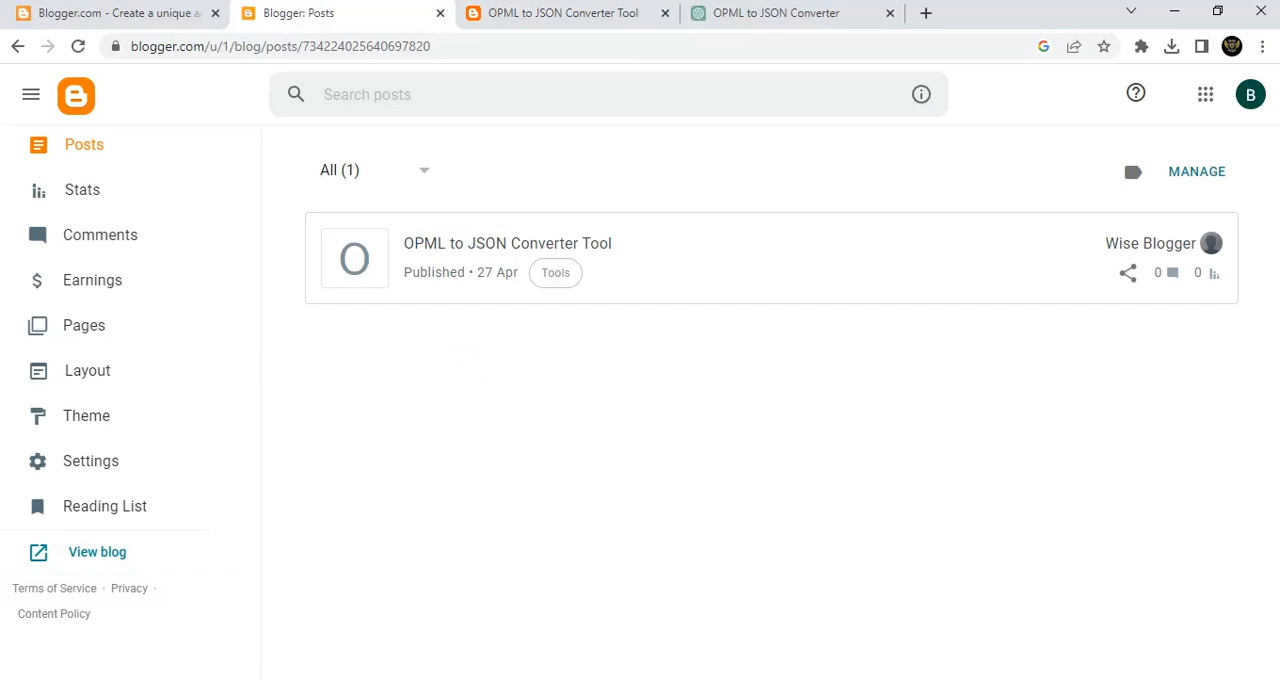 Blogger.com - Create a unique a
Blogger: Posts
OPML to JSON Converter Tool
OPML to JSON Converter
blogger.com/u/1/blog/posts/734224025640697820
Search posts
B
Posts
Stats
Comments
Earnings
Pages
Layout
Theme
Settings
Reading List
View blog
Terms of Service · Privacy ·
Content Policy
All (1)
MANAGE
O
OPML to JSON Converter Tool
Published • 27 Apr
Tools
Wise Blogger
0
0